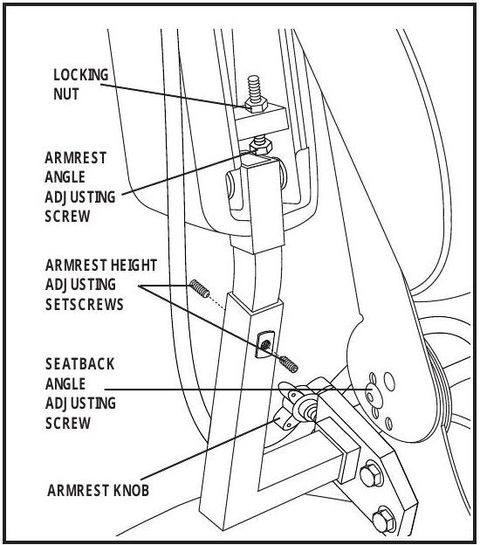 LOCKING
NUT
ARMREST
ANGLE
ADJUSTING
SCREW
ARMREST HEIGHT
ADJUSTING
SETSCREWS
SEATBACK
ANGLE
ADJUSTING
SCREW
ARMREST KNOB